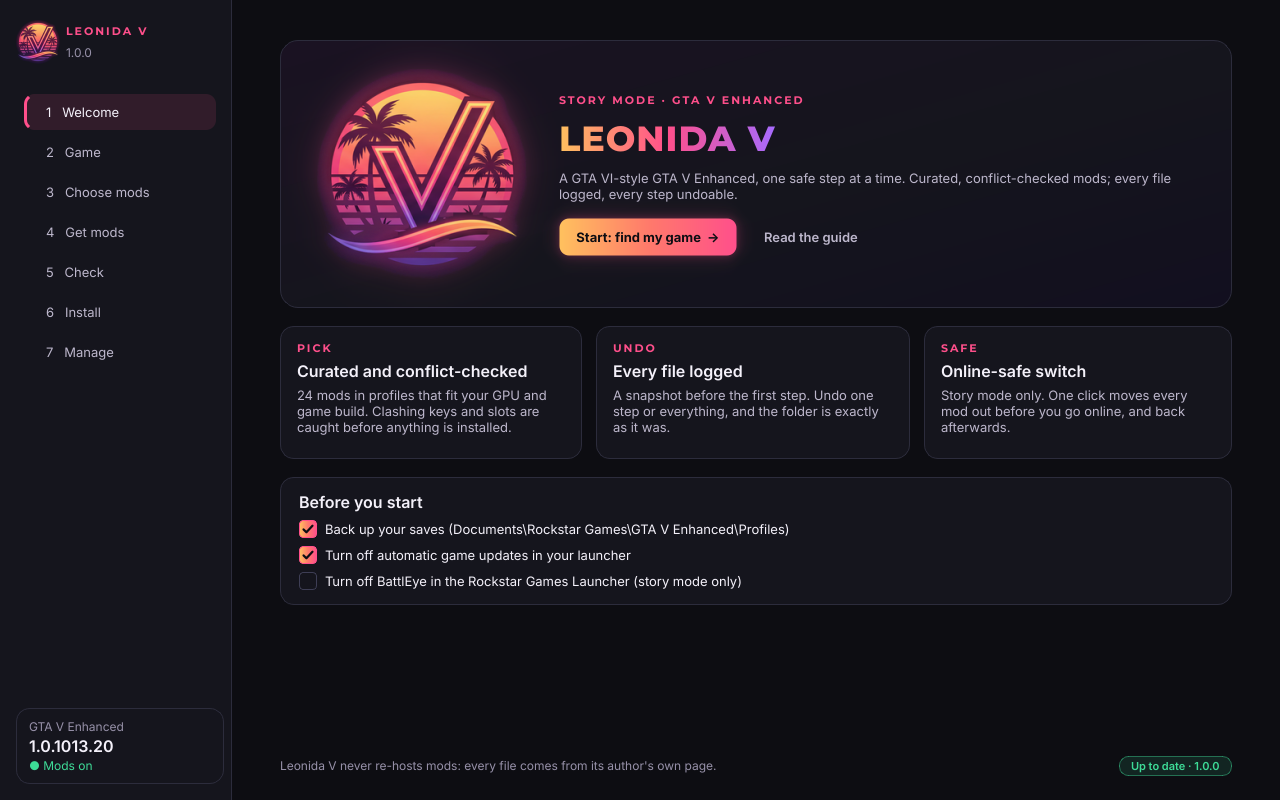 LEONIDA V
1.0.0
1 Welcome
2 Game
3 Choose mods
4 Get mods
5 Check
6 Install
7 Manage
GTA V Enhanced
1.0.1013.20
Mods on
V
STORY MODE · GTA V ENHANCED
LEONIDA V
A GTA VI-style GTA V Enhanced, one safe step at a time. Curated, conflict-checked mods; every file
logged, every step undoable.
Start: find my game →
Read the guide
PICK
Curated and conflict-checked
24 mods in profiles that fit your GPU and
game build. Clashing keys and slots are
caught before anything is installed.
UNDO
Every file logged
A snapshot before the first step. Undo one
step or everything, and the folder is exactly
as it was.
SAFE
Online-safe switch
Story mode only. One click moves every
mod out before you go online, and back
afterwards.
Before you start
Back up your saves (Documents\Rockstar Games\GTA V Enhanced\Profiles)
Turn off automatic game updates in your launcher
Turn off BattlEye in the Rockstar Games Launcher (story mode only)
Leonida V never re-hosts mods: every file comes from its author's own page.
Up to date · 1.0.0